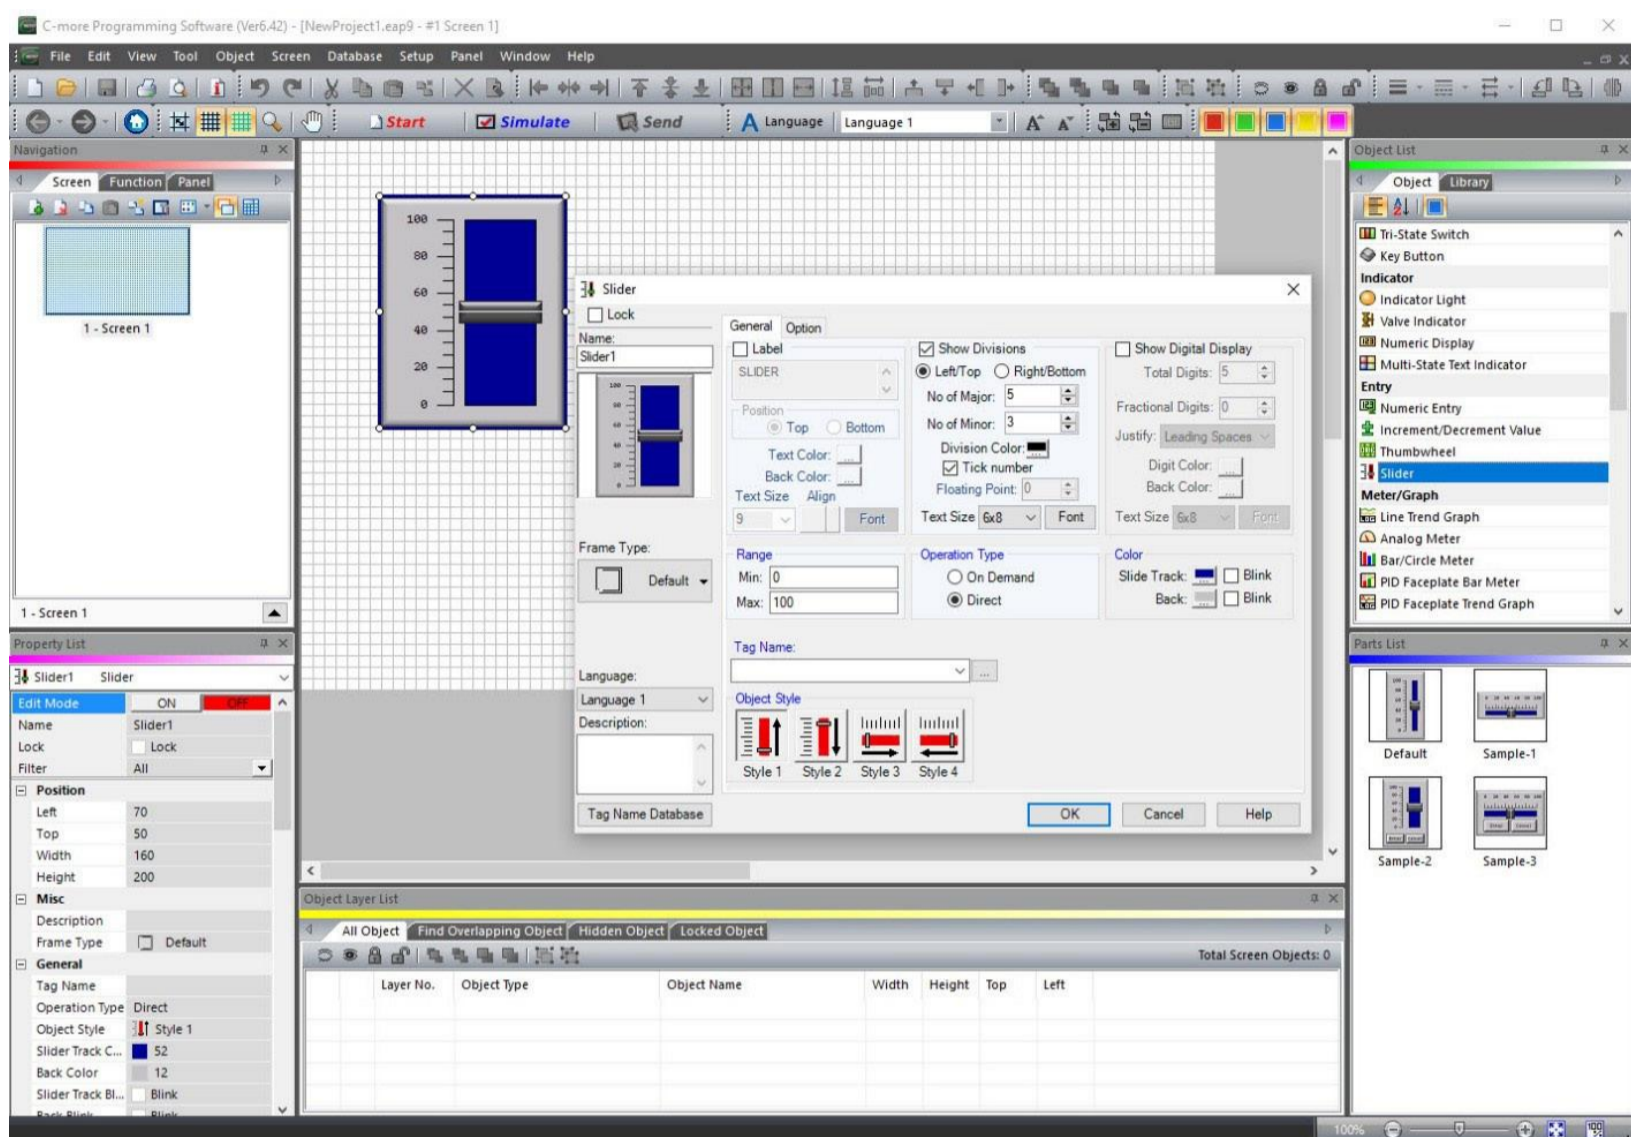 C-more Programming Software (Ver6.42) - [NewProject1.eap9 - #1 Screen 1]
File Edit View Tool Object Screen Database Setup Panel Window Help
Start Simulate Send A Language Language 1
Navigation
Screen Function Panel
1 - Screen 1
1 - Screen 1
100
80
60
40
20
0
Slider
Lock
Name:
Slider1
100
80
60
40
20
0
Frame Type:
Default
Language:
Language 1
Description:
Tag Name Database
General Option
Label
SLIDER
Position
Top Bottom
Text Color: ...
Back Color: ...
Text Size Align
9 Font
Show Divisions
Left/Top Right/Bottom
No of Major: 5
No of Minor: 3
Division Color: ...
Tick number
Floating Point: 0
Text Size 6x8 Font
Show Digital Display
Total Digits: 5
Fractional Digits: 0
Justify: Leading Spaces
Digit Color: ...
Back Color: ...
Text Size 6x8 Font
Range
Min: 0
Max: 100
Operation Type
On Demand
Direct
Color
Slide Track: ... Blink
Back: ... Blink
Tag Name:
...
Object Style
Style 1 Style 2 Style 3 Style 4
OK Cancel Help
Object List
Object Library
Tri-State Switch
Key Button
Indicator
Indicator Light
Valve Indicator
Numeric Display
Multi-State Text Indicator
Entry
Numeric Entry
Increment/Decrement Value
Thumbwheel
Slider
Meter/Graph
Line Trend Graph
Analog Meter
Bar/Circle Meter
PID Faceplate Bar Meter
PID Faceplate Trend Graph
Property List
Slider1 Slider
Edit Mode ON OFF
Name Slider1
Lock Lock
Filter All
Position
Left 70
Top 50
Width 160
Height 200
Misc
Description
Frame Type Default
General
Tag Name
Operation Type Direct
Object Style Style 1
Slider Track C... 52
Back Color 12
Slider Track Bl... Blink
Back Blink Blink
Object Layer List
All Object Find Overlapping Object Hidden Object Locked Object
Total Screen Objects: 0
Layer No. Object Type Object Name Width Height Top Left
Parts List
Default Sample-1
Sample-2 Sample-3
100%